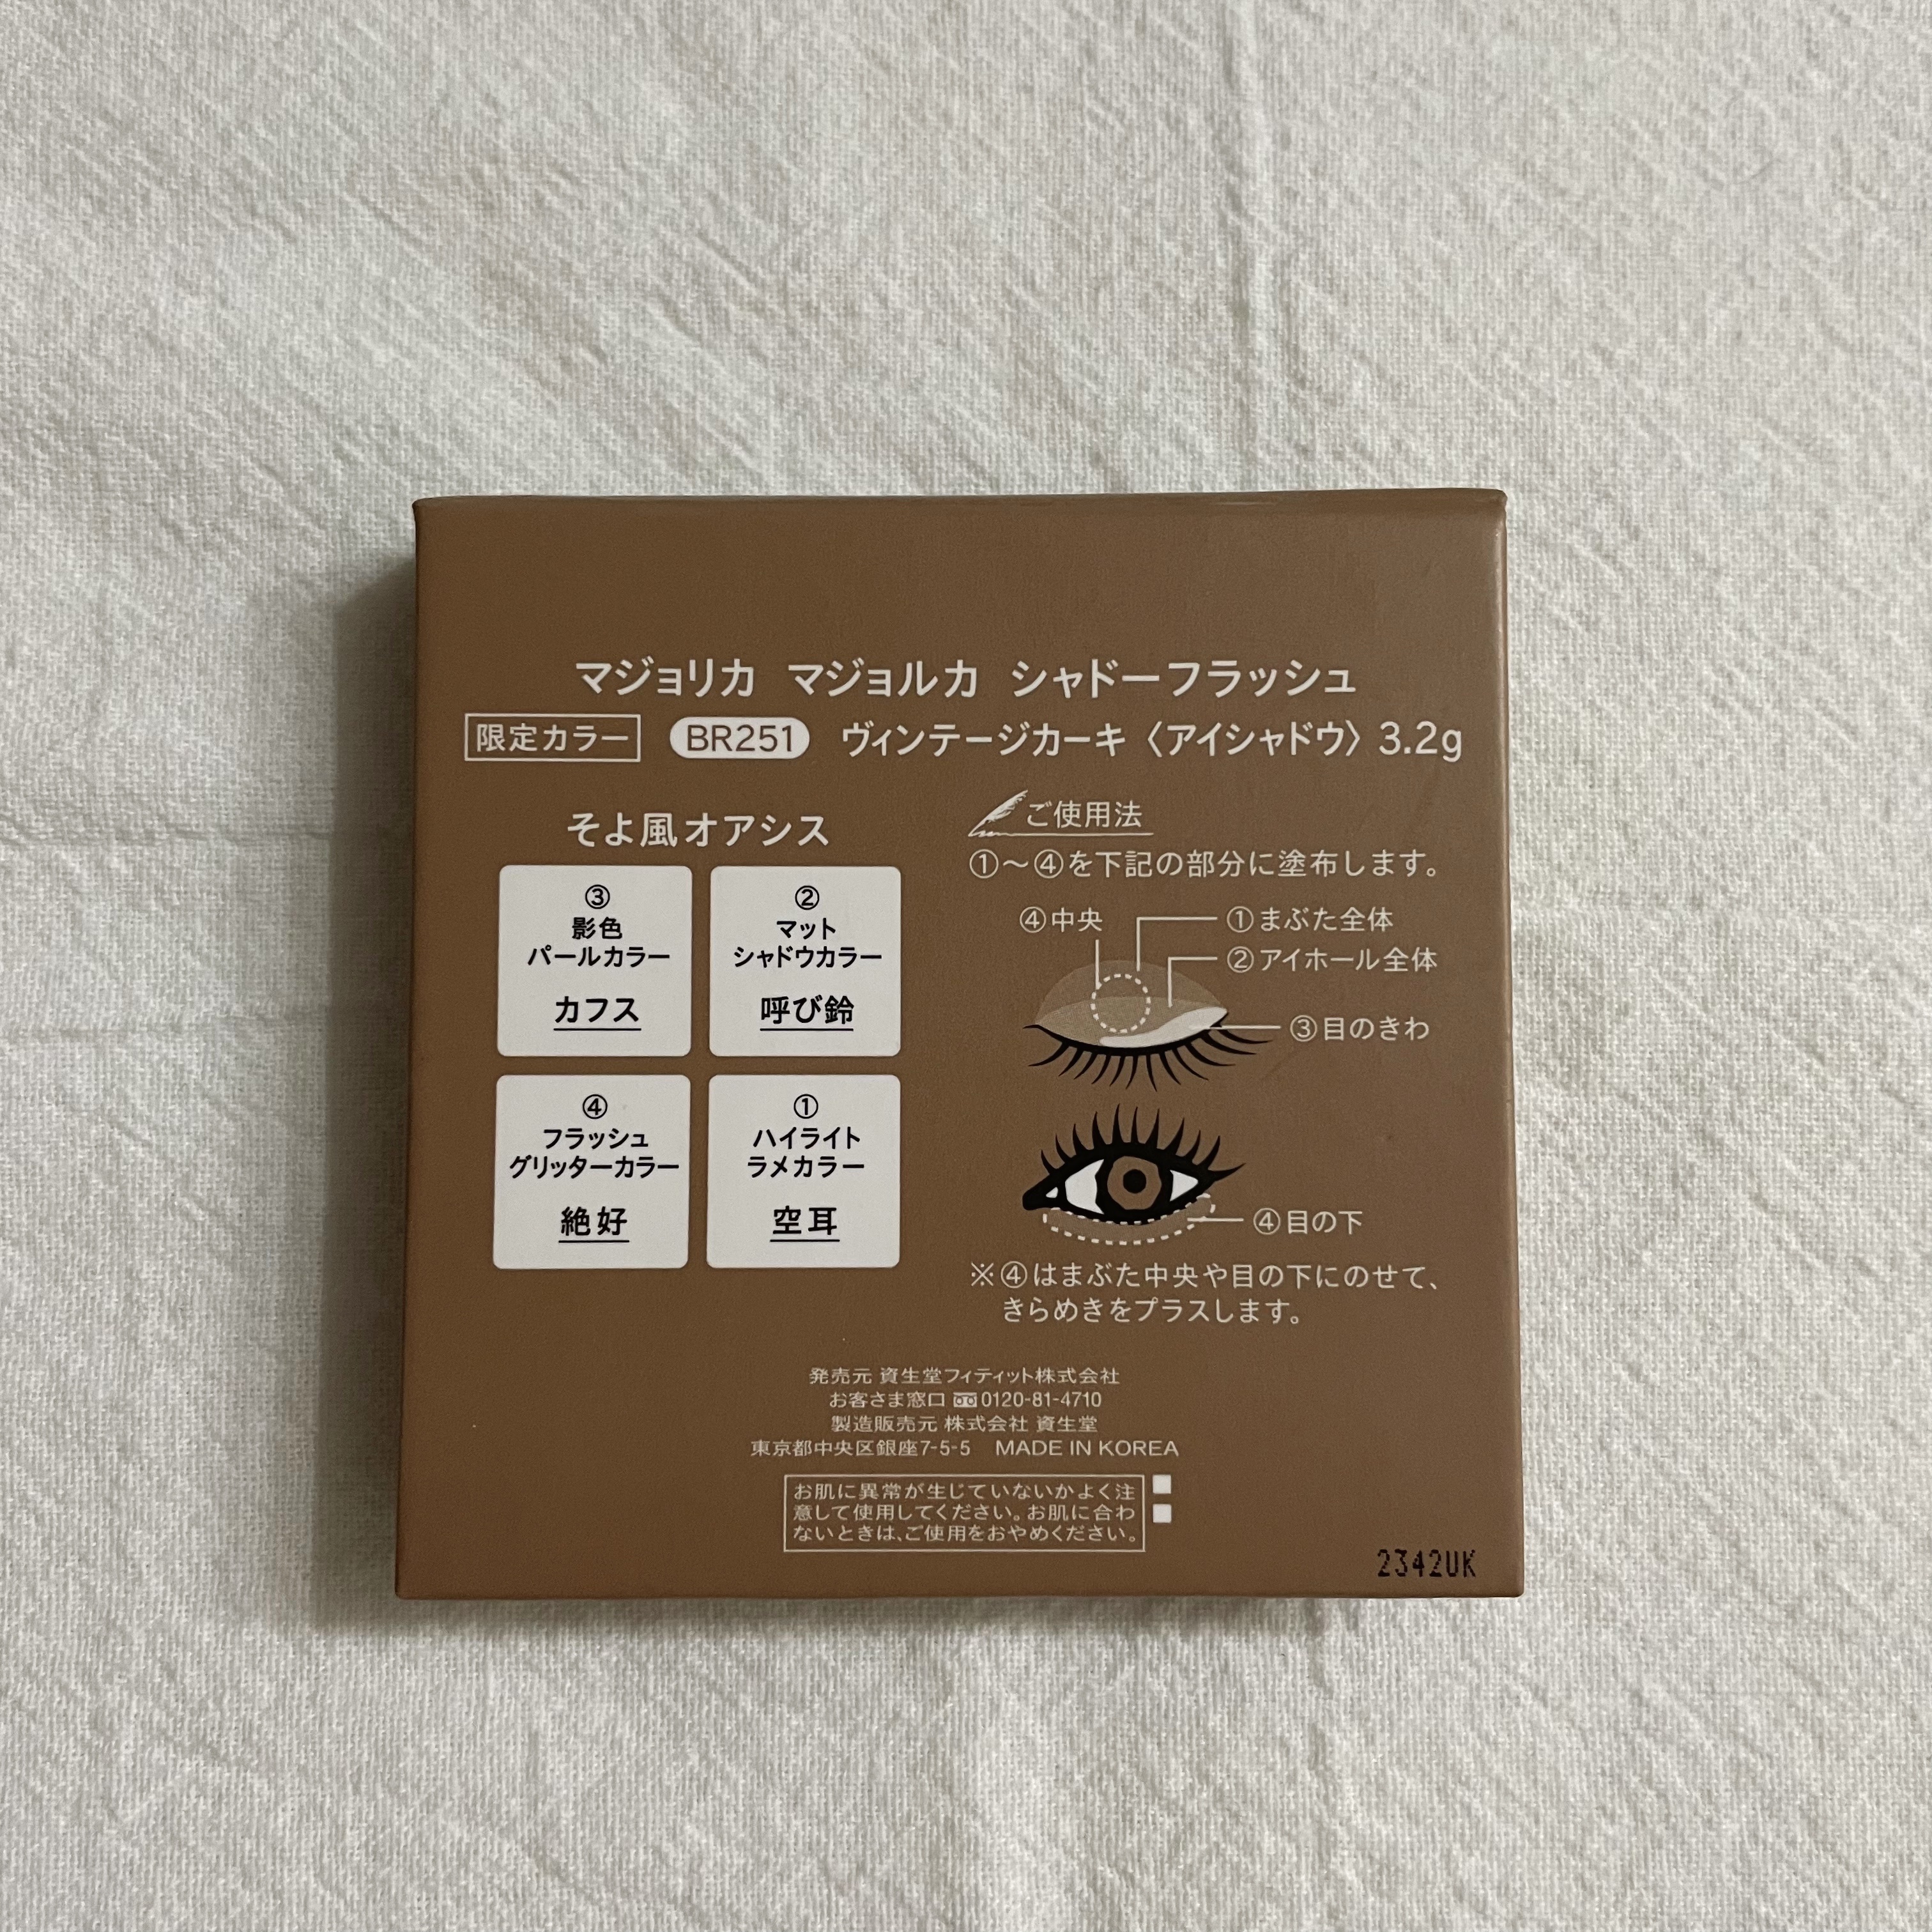 マジョリカ マジョルカ シャドーフラッシュ
限定カラー BR251 ヴィンテージカーキ〈アイシャドウ〉3.2g
そよ風オアシス
③
影色
パールカラー
カフス
②
マット
シャドウカラー
呼び鈴
④
フラッシュ
グリッターカラー
絶好
①
ハイライト
ラメカラー
空耳
ご使用法
①〜④を下記の部分に塗布します。
④中央
①まぶた全体
②アイホール全体
③目のきわ
④目の下
※④はまぶた中央や目の下にのせて、
きらめきをプラスします。
発売元 資生堂フィティット株式会社
お客さま窓口 0120-81-4710
製造販売元 株式会社 資生堂
東京都中央区銀座7-5-5 MADE IN KOREA
お肌に異常が生じていないかよく注
意して使用してください。お肌に合わ
ないときは、ご使用をおやめください。
2342UK